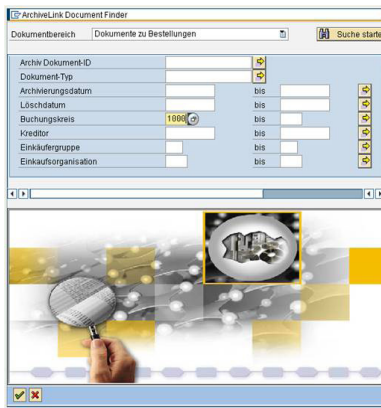 ArchiveLink Document Finder
Dokumentbereich Dokumente zu Bestellungen Suche starte
Archiv Dokument-ID
Dokument-Typ
Archivierungsdatum bis
Löschdatum bis
Buchungskreis 1000 bis
Kreditor bis
Einkäufergruppe bis
Einkaufsorganisation bis